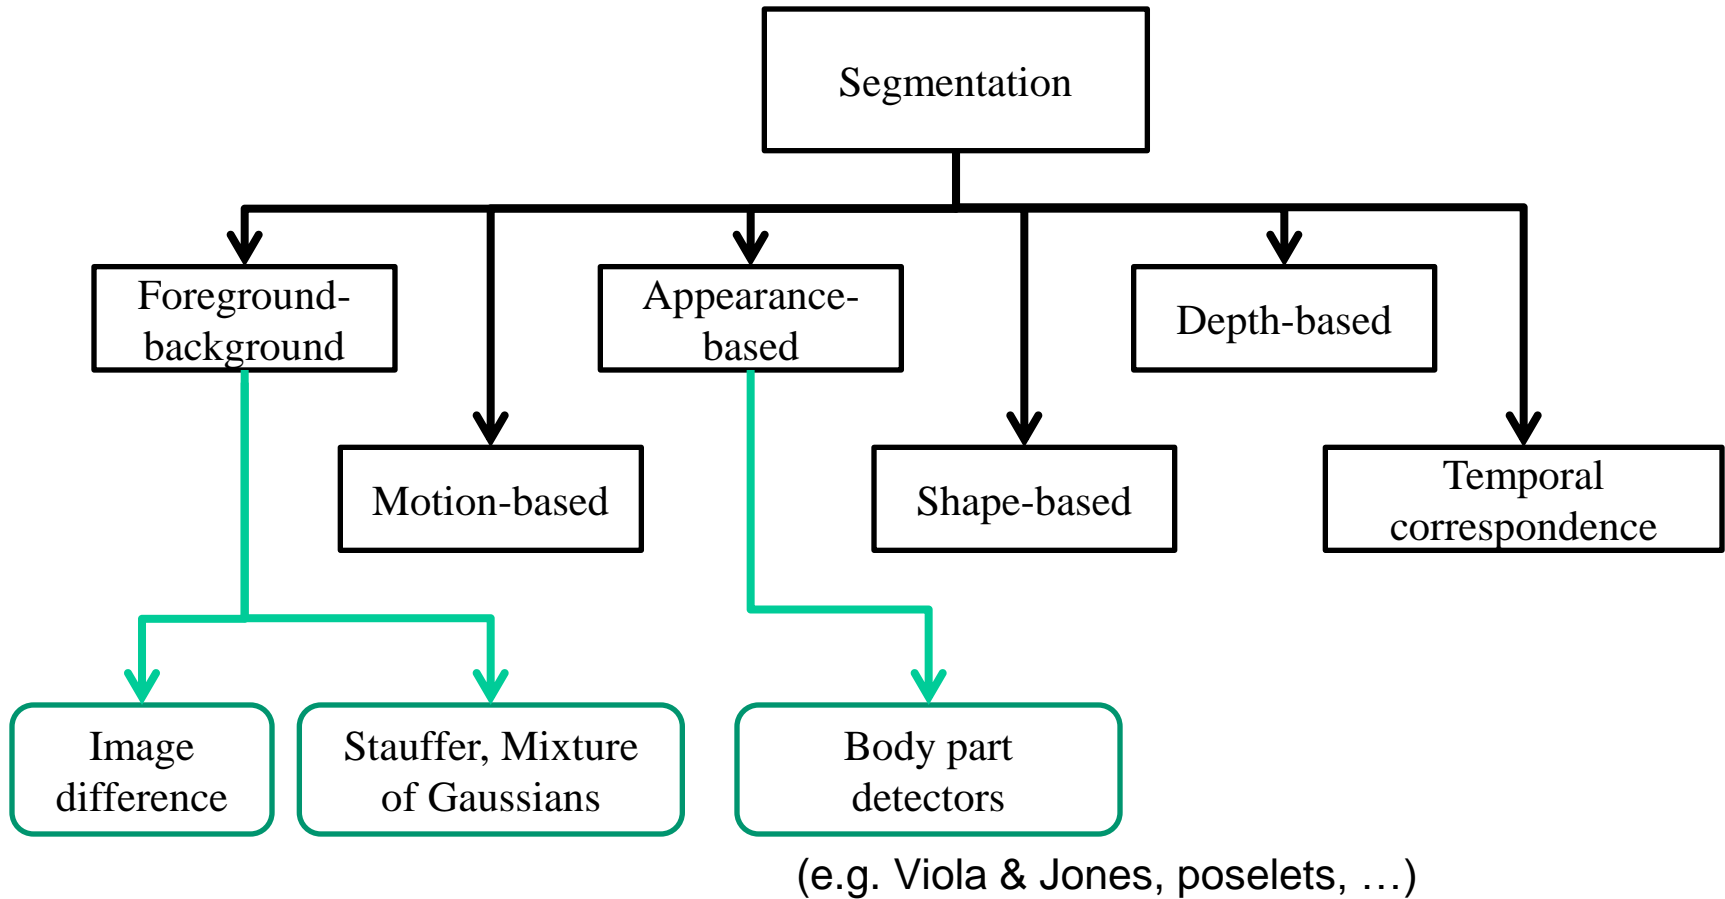 Segmentation
Foreground-
background
Appearance-
based
Depth-based
Motion-based
Shape-based
Temporal
correspondence
Image
difference
Stauffer, Mixture
of Gaussians
Body part
detectors
(e.g. Viola & Jones, poselets, …)